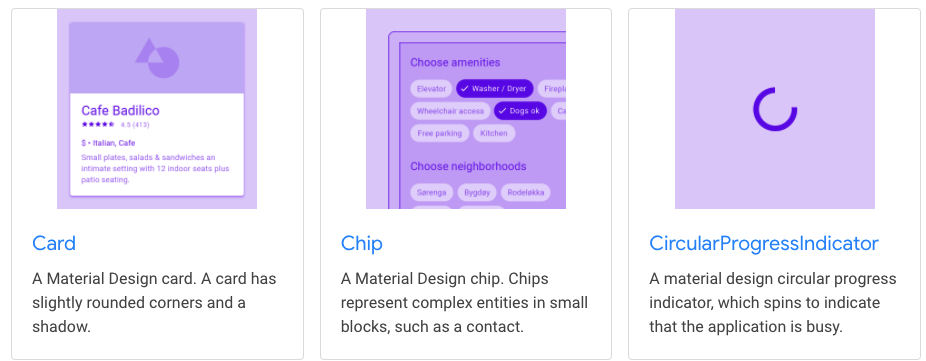 Cafe Badilico
4.5 (413)
$ • Italian, Cafe
Small plates, salads & sandwiches an
intimate setting with 12 indoor seats plus
patio seating.
Card
A Material Design card. A card has
slightly rounded corners and a
shadow.
Choose amenities
Elevator Washer / Dryer
Wheelchair access Dogs ok
Free parking Kitchen
Choose neighborhoods
Sørenga Bygdøy Rodeløkka
Chip
A Material Design chip. Chips
represent complex entities in small
blocks, such as a contact.
CircularProgressIndicator
A material design circular progress
indicator, which spins to indicate
that the application is busy.